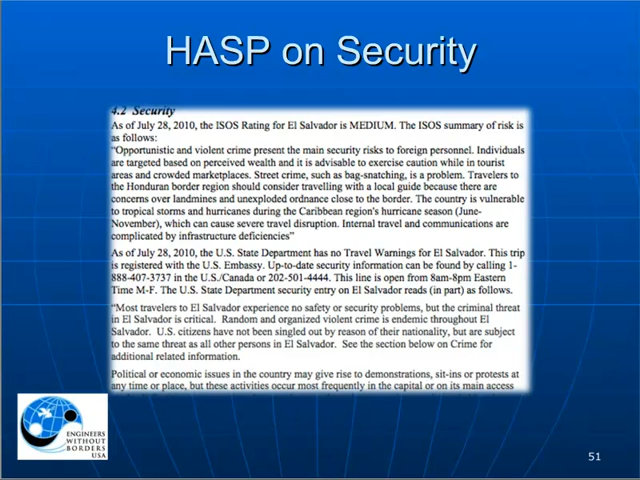 HASP on Security
4.2 Security
As of July 28, 2010, the ISOS Rating for El Salvador is MEDIUM. The ISOS summary of risk is
as follows:
"Opportunistic and violent crime present the main security risks to foreign personnel. Individuals
are targeted based on perceived wealth and it is advisable to exercise caution while in tourist
areas and crowded marketplaces. Street crime, such as bag-snatching, is a problem. Travelers to
the Honduran border region should consider travelling with a local guide because there are
concerns over landmines and unexploded ordnance close to the border. The country is vulnerable
to tropical storms and hurricanes during the Caribbean region's hurricane season (June-
November), which can cause severe travel disruption. Internal travel and communications are
complicated by infrastructure deficiencies"
As of July 28, 2010, the U.S. State Department has no Travel Warnings for El Salvador. This trip
is registered with the U.S. Embassy. Up-to-date security information can be found by calling 1-
888-407-3737 in the U.S./Canada or 202-501-4444. This line is open from 8am-8pm Eastern
Time M-F. The U.S. State Department security entry on El Salvador reads (in part) as follows.
"Most travelers to El Salvador experience no safety or security problems, but the criminal threat
in El Salvador is critical. Random and organized violent crime is endemic throughout El
Salvador. U.S. citizens have not been singled out by reason of their nationality, but are subject
to the same threat as all other persons in El Salvador. See the section below on Crime for
additional related information.
Political or economic issues in the country may give rise to demonstrations, sit-ins or protests at
any time or place, but these activities occur most frequently in the capital or on its main access
ENGINEERS
WITHOUT
BORDERS
USA
51